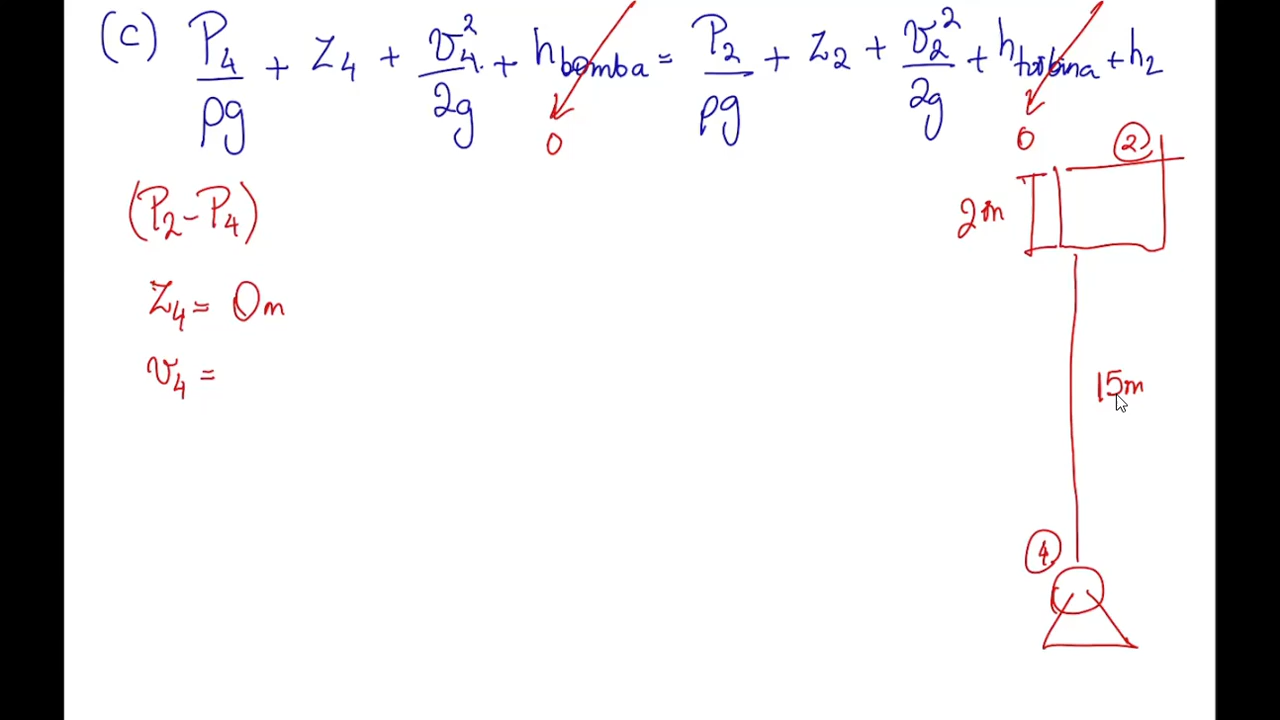 (c) P₄/ρg + Z₄ + v₄²/2g + h bomba = P₂/ρg + Z₂ + v₂²/2g + h turbina + h₂
0
0
②
(P₂ - P₄)
2m
Z₄ = 0m
v₄ =
15m
④